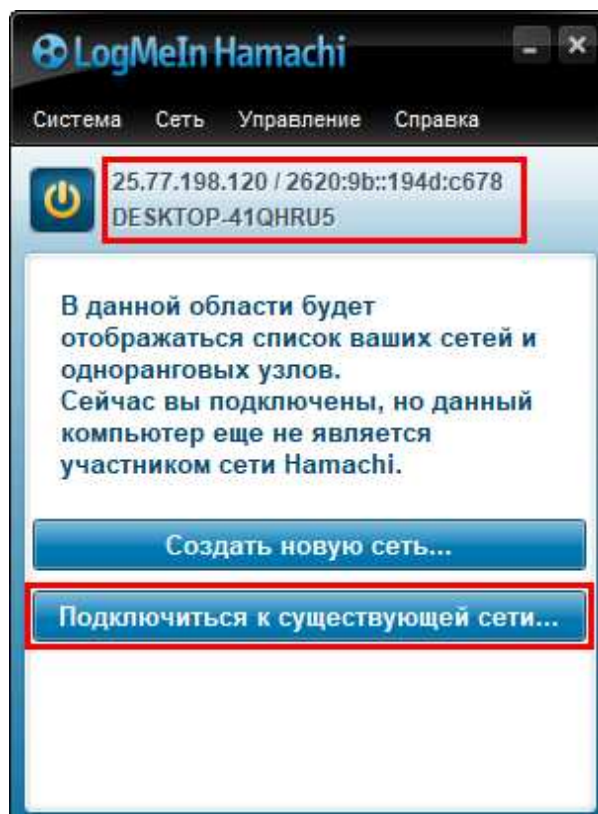 LogMeIn Hamachi
Система Сеть Управление Справка
25.77.198.120 / 2620:9b::194d:c678
DESKTOP-41QHRU5
В данной области будет
отображаться список ваших сетей и
одноранговых узлов.
Сейчас вы подключены, но данный
компьютер еще не является
участником сети Hamachi.
Создать новую сеть...
Подключиться к существующей сети...